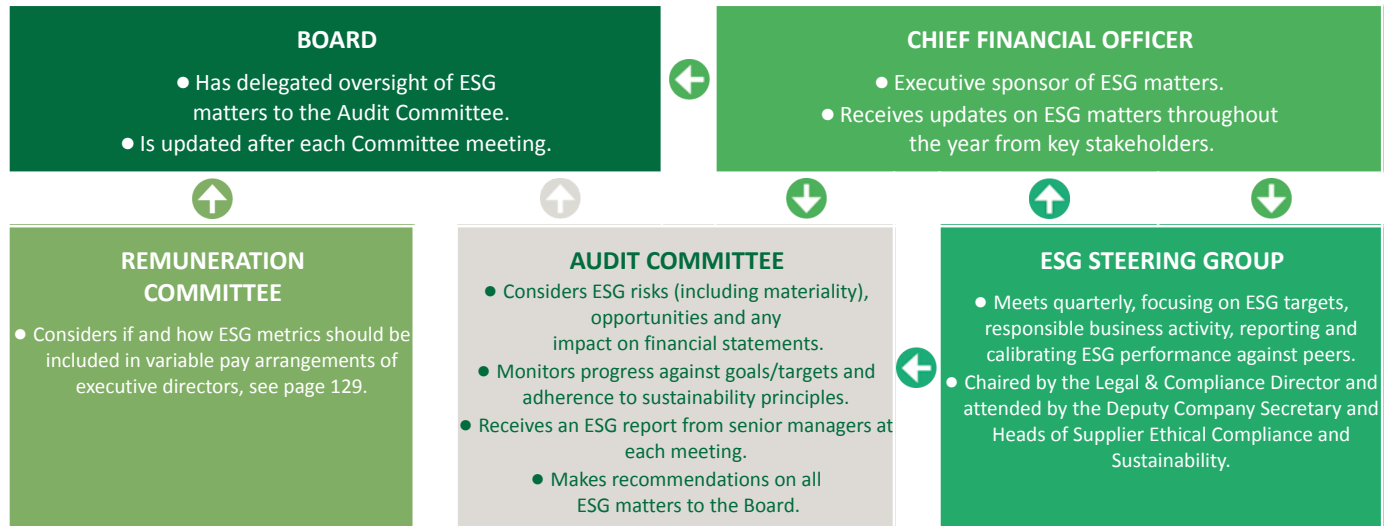 BOARD
● Has delegated oversight of ESG
matters to the Audit Committee.
● Is updated after each Committee meeting.
CHIEF FINANCIAL OFFICER
● Executive sponsor of ESG matters.
● Receives updates on ESG matters throughout
the year from key stakeholders.
REMUNERATION
COMMITTEE
● Considers if and how ESG metrics should be
included in variable pay arrangements of
executive directors, see page 129.
AUDIT COMMITTEE
● Considers ESG risks (including materiality),
opportunities and any
impact on financial statements.
● Monitors progress against goals/targets and
adherence to sustainability principles.
● Receives an ESG report from senior managers at
each meeting.
● Makes recommendations on all
ESG matters to the Board.
ESG STEERING GROUP
● Meets quarterly, focusing on ESG targets,
responsible business activity, reporting and
calibrating ESG performance against peers.
● Chaired by the Legal & Compliance Director and
attended by the Deputy Company Secretary and
Heads of Supplier Ethical Compliance and
Sustainability.